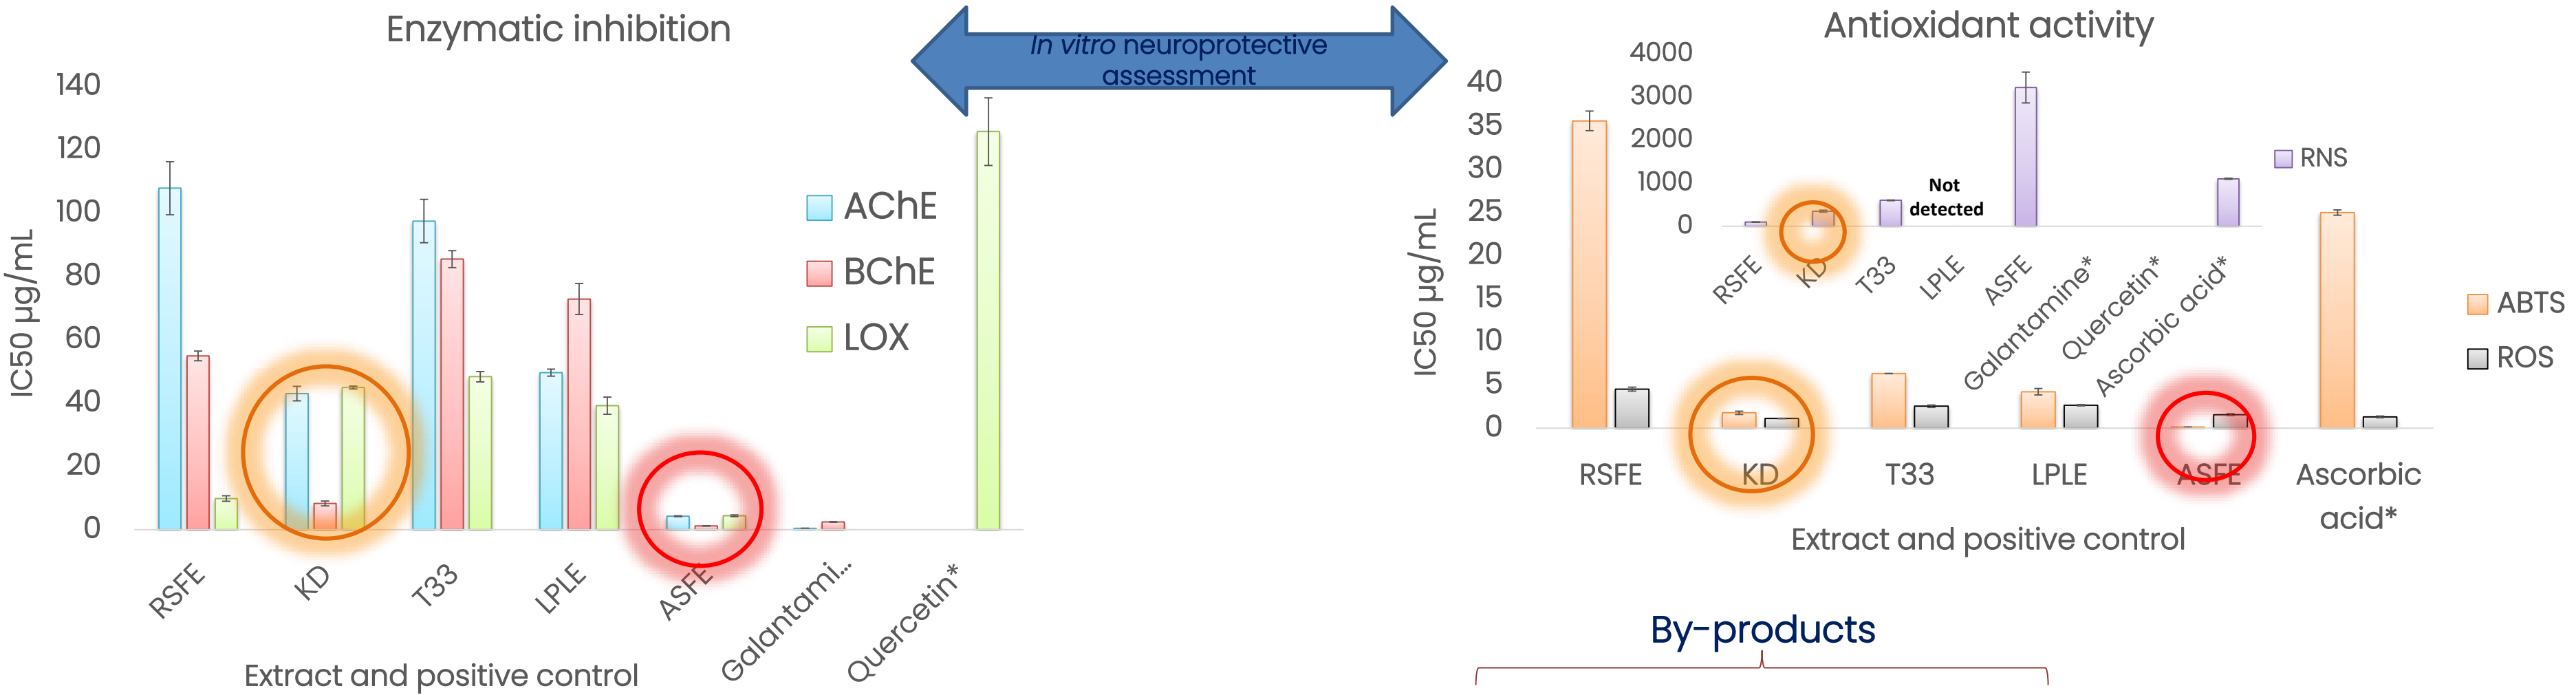 Enzymatic inhibition
In vitro neuroprotective
assessment
Antioxidant activity
IC50 µg/mL
140
120
100
80
60
40
20
0
AChE
BChE
LOX
RSFE
KD
T33
LPLE
ASFE
Galantami...
Quercetin*
Extract and positive control
IC50 µg/mL
40
35
30
25
20
15
10
5
0
4000
3000
2000
1000
0
Not
detected
RNS
RSFE
KD
T33
LPLE
ASFE
Galantamine*
Quercetin*
Ascorbic acid*
ABTS
ROS
RSFE
KD
T33
LPLE
ASFE
Ascorbic
acid*
Extract and positive control
By-products